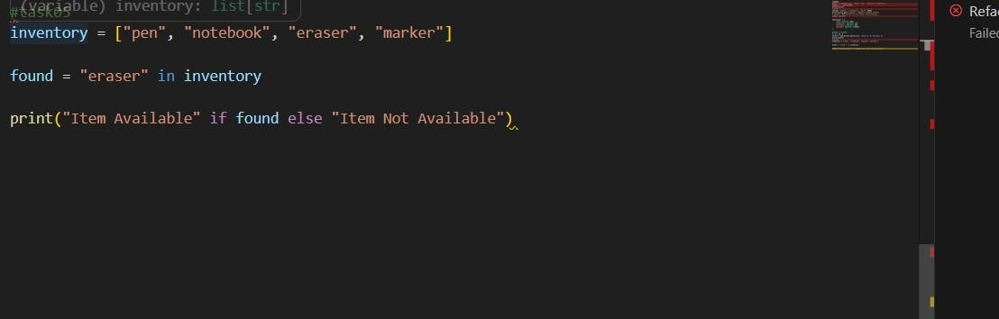 (variable) inventory: list[str]
#task05
inventory = ["pen", "notebook", "eraser", "marker"]
found = "eraser" in inventory
print("Item Available" if found else "Item Not Available")
Refac
Failed